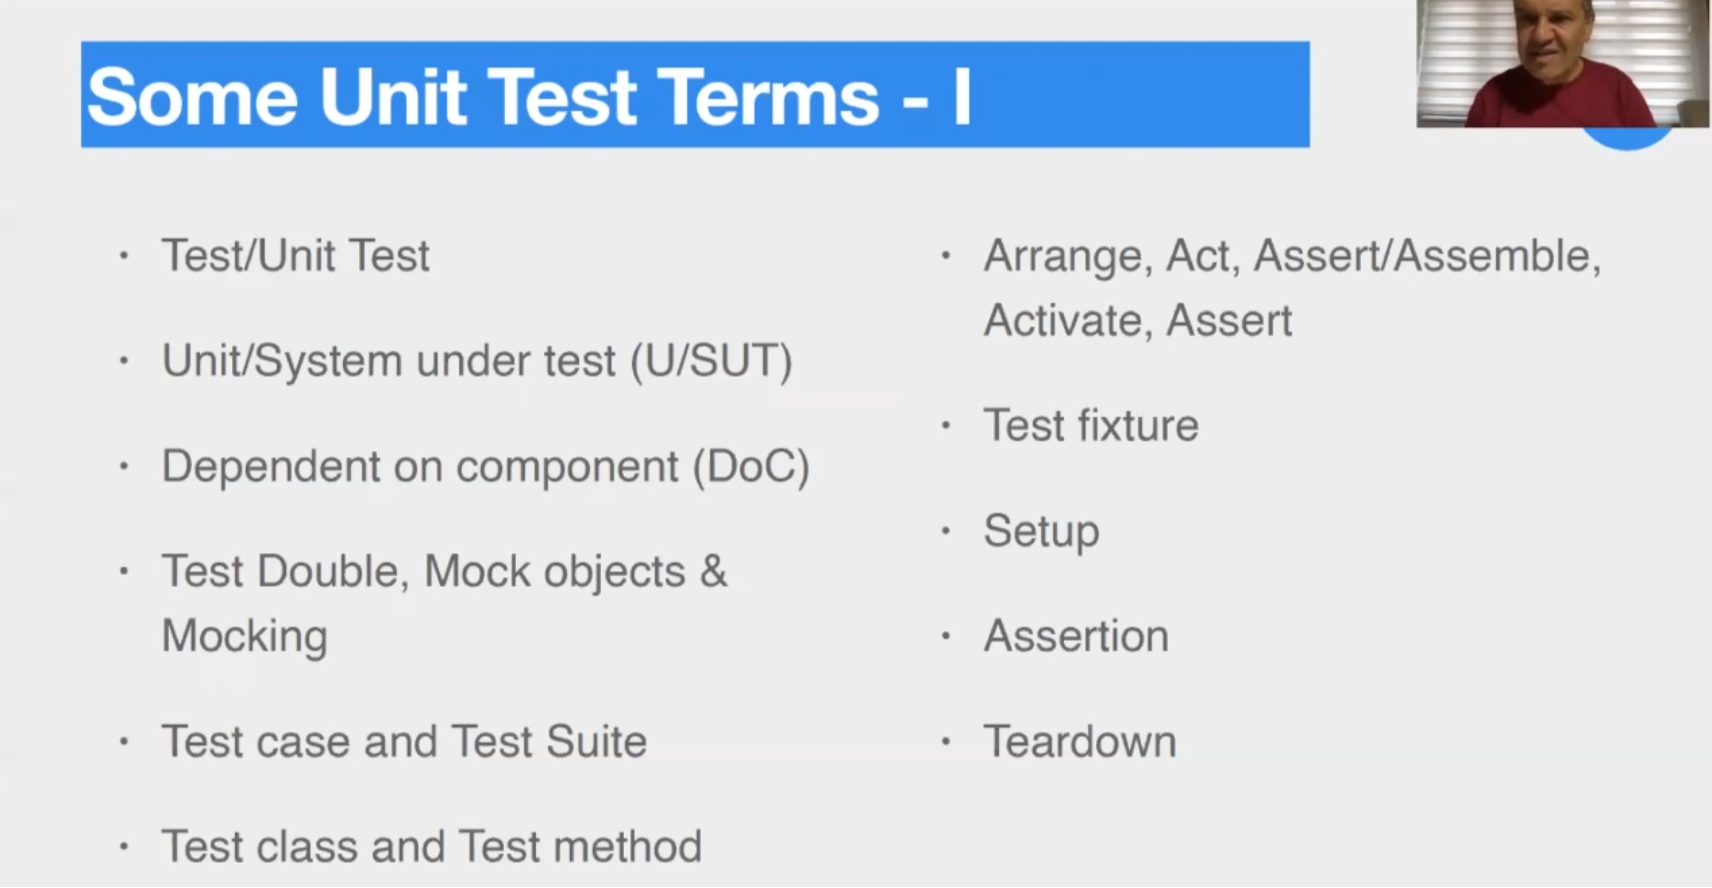 Some Unit Test Terms - I
Test/Unit Test
Unit/System under test (U/SUT)
Dependent on component (DoC)
Test Double, Mock objects &
Mocking
Test case and Test Suite
Test class and Test method
Arrange, Act, Assert/Assemble,
Activate, Assert
Test fixture
Setup
Assertion
Teardown